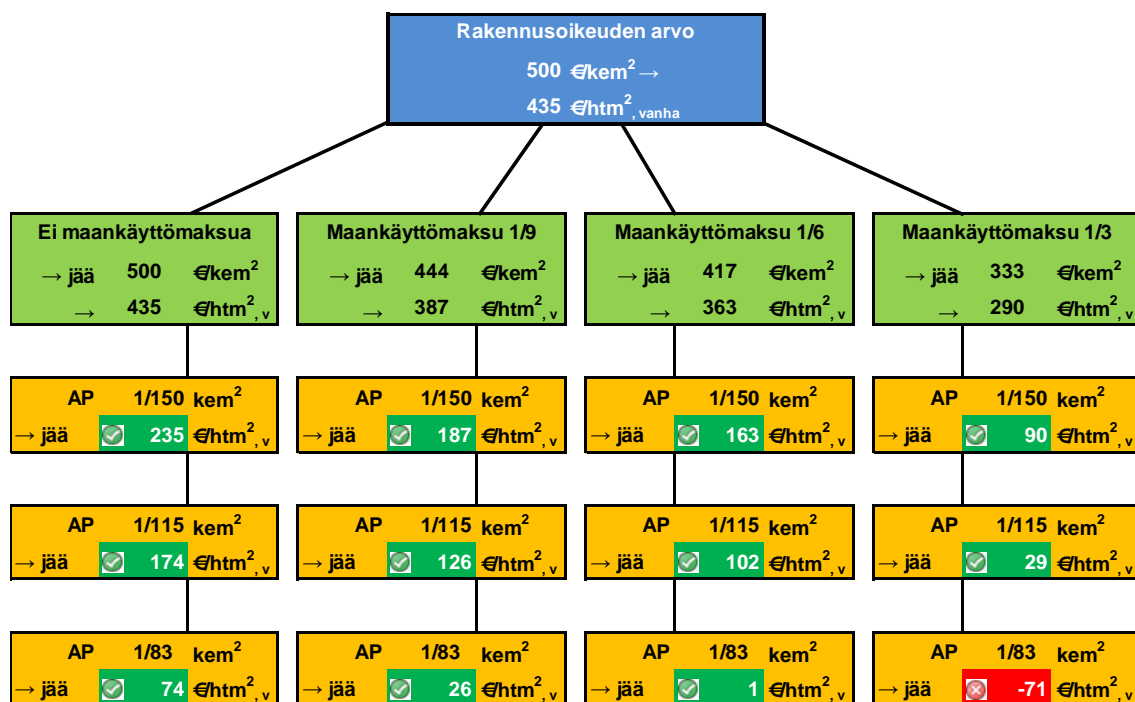 Rakennusoikeuden arvo
500 €/kem² →
435 €/htm², vanha
Ei maankäyttömaksua
→ jää 500 €/kem²
→ 435 €/htm², v
Maankäyttömaksu 1/9
→ jää 444 €/kem²
→ 387 €/htm², v
Maankäyttömaksu 1/6
→ jää 417 €/kem²
→ 363 €/htm², v
Maankäyttömaksu 1/3
→ jää 333 €/kem²
→ 290 €/htm², v
AP 1/150 kem²
→ jää 235 €/htm², v
AP 1/150 kem²
→ jää 187 €/htm², v
AP 1/150 kem²
→ jää 163 €/htm², v
AP 1/150 kem²
→ jää 90 €/htm², v
AP 1/115 kem²
→ jää 174 €/htm², v
AP 1/115 kem²
→ jää 126 €/htm², v
AP 1/115 kem²
→ jää 102 €/htm², v
AP 1/115 kem²
→ jää 29 €/htm², v
AP 1/83 kem²
→ jää 74 €/htm², v
AP 1/83 kem²
→ jää 26 €/htm², v
AP 1/83 kem²
→ jää 1 €/htm², v
AP 1/83 kem²
→ jää -71 €/htm², v